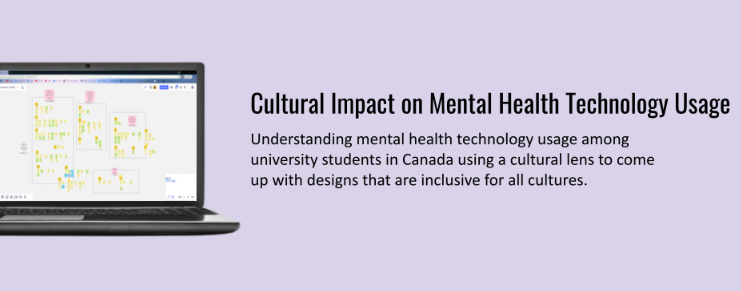 Cultural Impact on Mental Health Technology Usage
Understanding mental health technology usage among
university students in Canada using a cultural lens to come
up with designs that are inclusive for all cultures.